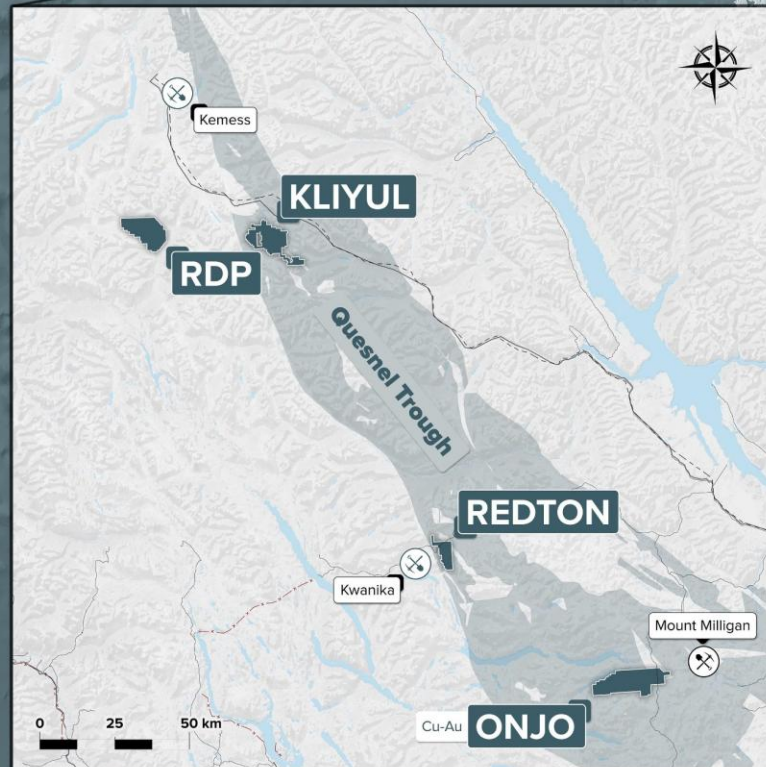 Kemess
KLIYUL
RDP
Quesnel Trough
REDTON
Kwanika
Mount Milligan
Cu-Au ONJO
0 25 50 km